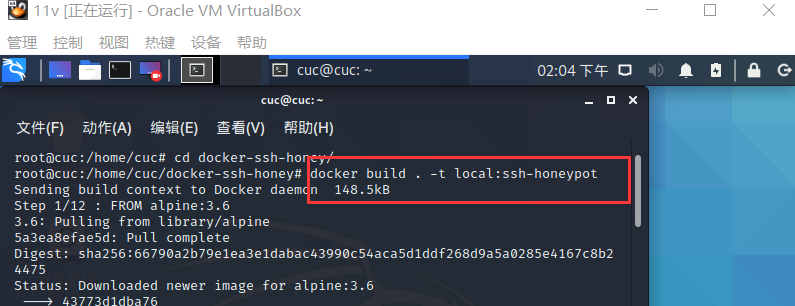 11v [正在运行] - Oracle VM VirtualBox
管理 控制 视图 热键 设备 帮助
cuc@cuc: ~ 02:04 下午
cuc@cuc:~
文件(F) 动作(A) 编辑(E) 查看(V) 帮助(H)
root@cuc:/home/cuc# cd docker-ssh-honey/
root@cuc:/home/cuc/docker-ssh-honey# docker build . -t local:ssh-honeypot
Sending build context to Docker daemon 148.5kB
Step 1/12 : FROM alpine:3.6
3.6: Pulling from library/alpine
5a3ea8efae5d: Pull complete
Digest: sha256:66790a2b79e1ea3e1dabac43990c54aca5d1ddf268d9a5a0285e4167c8b2
4475
Status: Downloaded newer image for alpine:3.6
---> 43773d1dba76